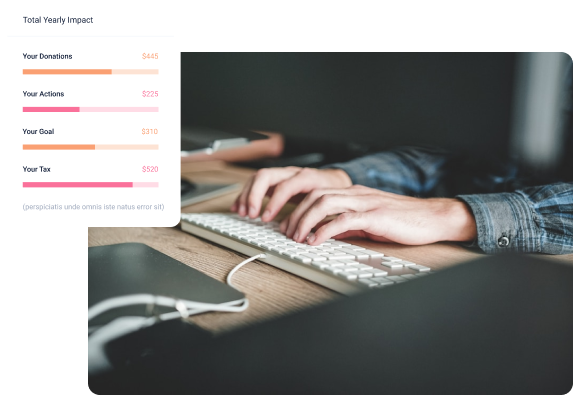 Total Yearly Impact
Your Donations $445
Your Actions $225
Your Goal $310
Your Tax $520
(perspiciatis unde omnis iste natus error sit)